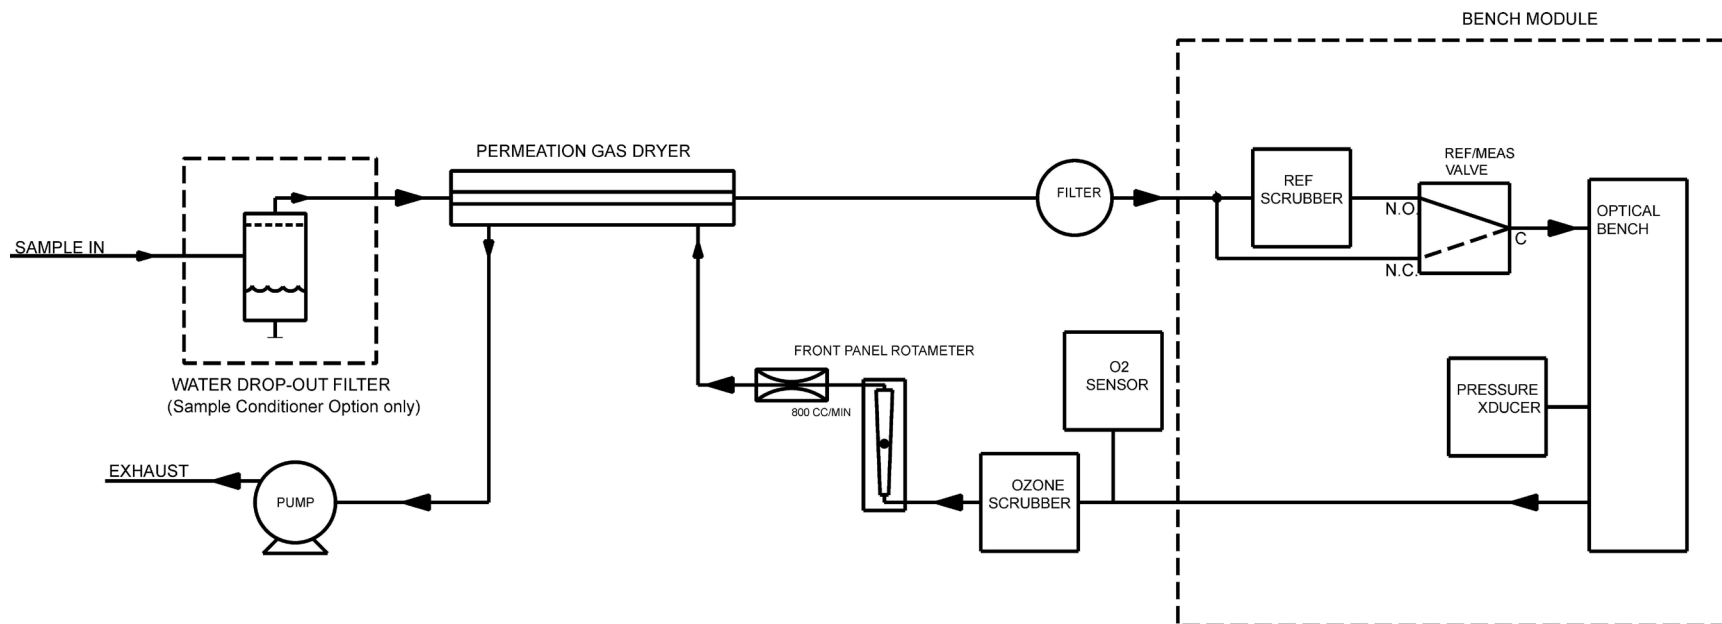 BENCH MODULE
PERMEATION GAS DRYER
REF/MEAS
VALVE
FILTER
REF
SCRUBBER
N.O.
OPTICAL
BENCH
C
SAMPLE IN
N.C.
FRONT PANEL ROTAMETER
O2
SENSOR
WATER DROP-OUT FILTER
(Sample Conditioner Option only)
800 CC/MIN
PRESSURE
XDUCER
EXHAUST
PUMP
OZONE
SCRUBBER